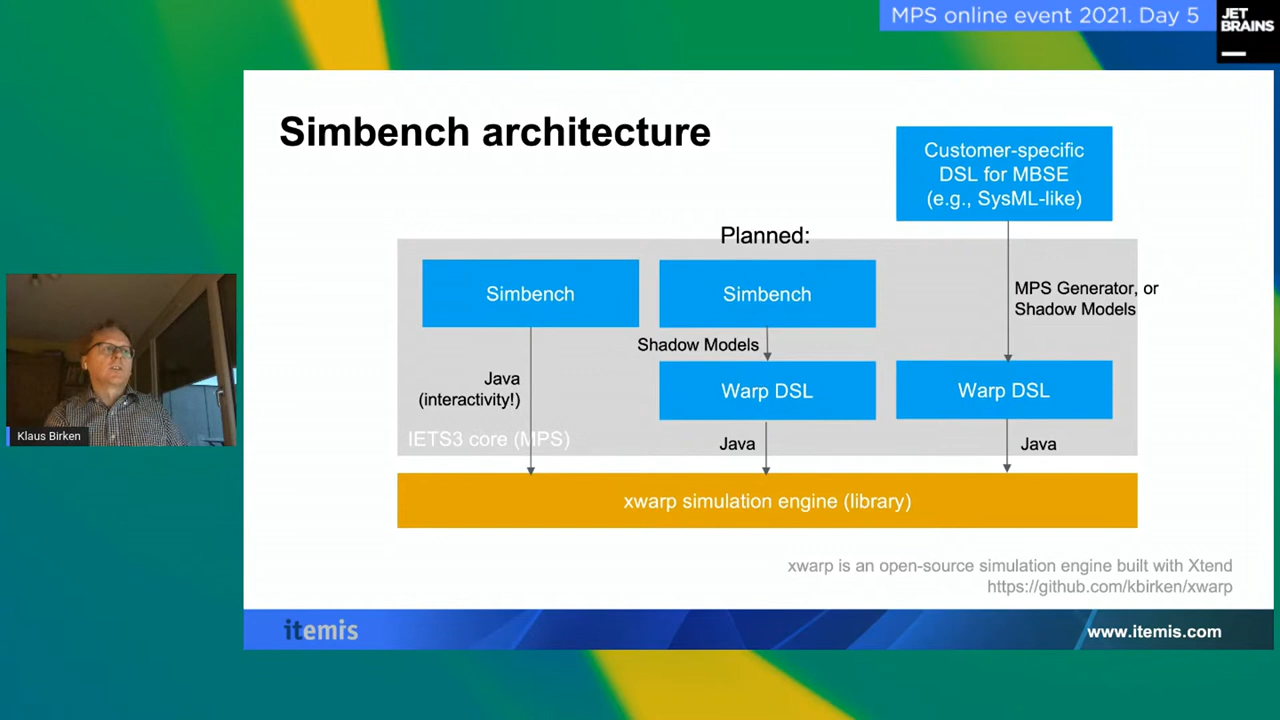 MPS online event 2021. Day 5
JET
BRAINS
Simbench architecture
Customer-specific
DSL for MBSE
(e.g., SysML-like)
Planned:
Simbench
Simbench
MPS Generator, or
Shadow Models
Shadow Models
Java
(interactivity!)
Warp DSL
Warp DSL
IETS3 core (MPS)
Java
Java
xwarp simulation engine (library)
xwarp is an open-source simulation engine built with Xtend
https://github.com/kbirken/xwarp
Klaus Birken
itemis
www.itemis.com